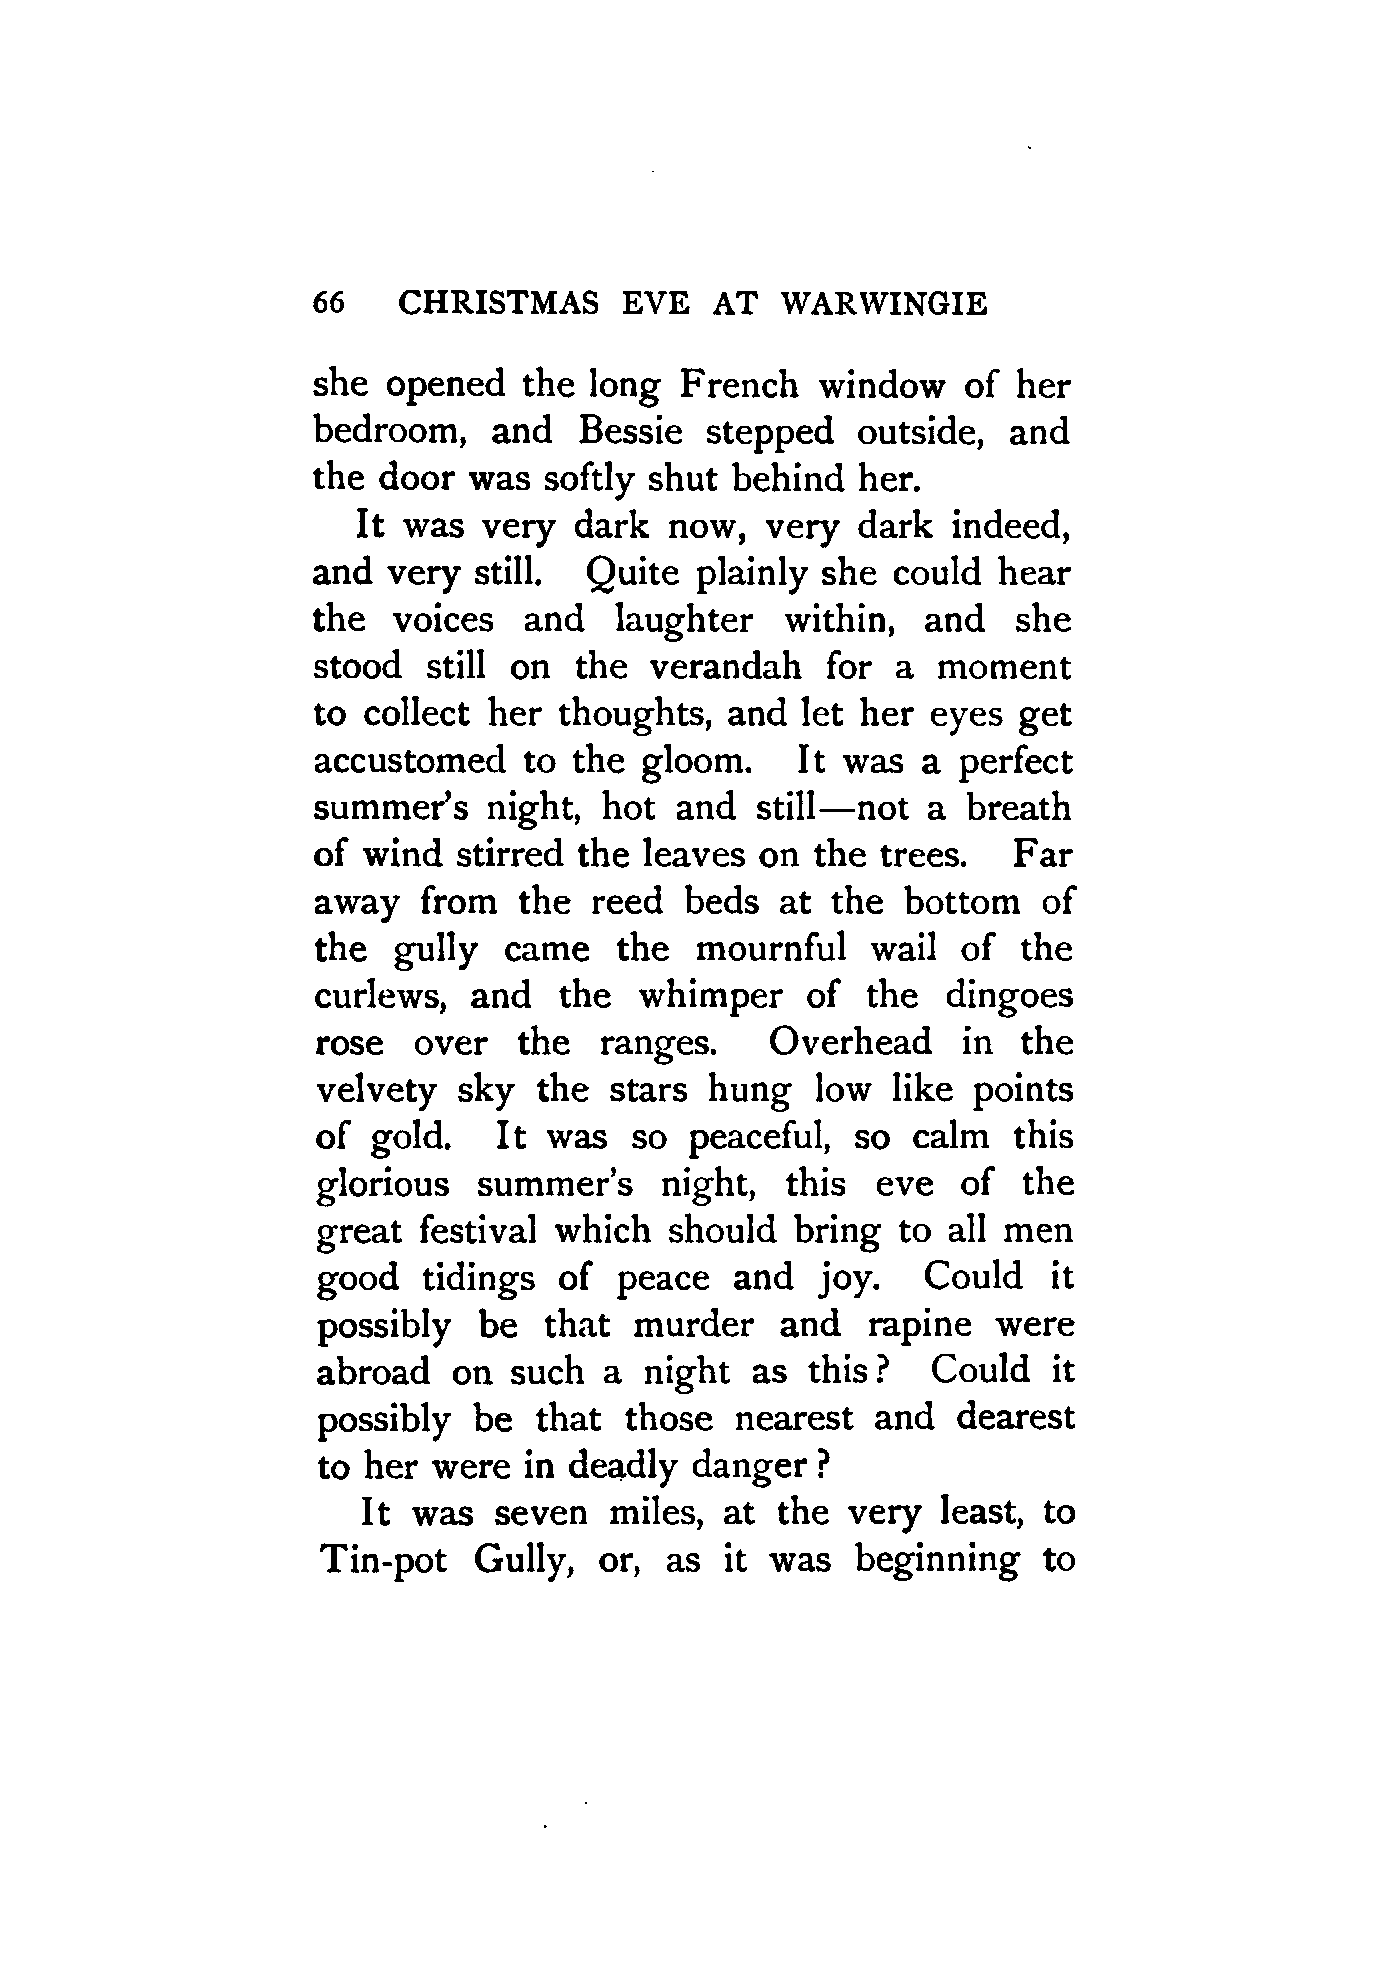 66 CHRISTMAS EVE AT WARWINGIE
she opened the long French window of her
bedroom, and Bessie stepped outside, and
the door was softly shut behind her.
It was very dark now, very dark indeed,
and very still. Quite plainly she could hear
the voices and laughter within, and she
stood still on the verandah for a moment
to collect her thoughts, and let her eyes get
accustomed to the gloom. It was a perfect
summer's night, hot and still—not a breath
of wind stirred the leaves on the trees. Far
away from the reed beds at the bottom of
the gully came the mournful wail of the
curlews, and the whimper of the dingoes
rose over the ranges. Overhead in the
velvety sky the stars hung low like points
of gold. It was so peaceful, so calm this
glorious summer's night, this eve of the
great festival which should bring to all men
good tidings of peace and joy. Could it
possibly be that murder and rapine were
abroad on such a night as this? Could it
possibly be that those nearest and dearest
to her were in deadly danger?
It was seven miles, at the very least, to
Tin-pot Gully, or, as it was beginning to